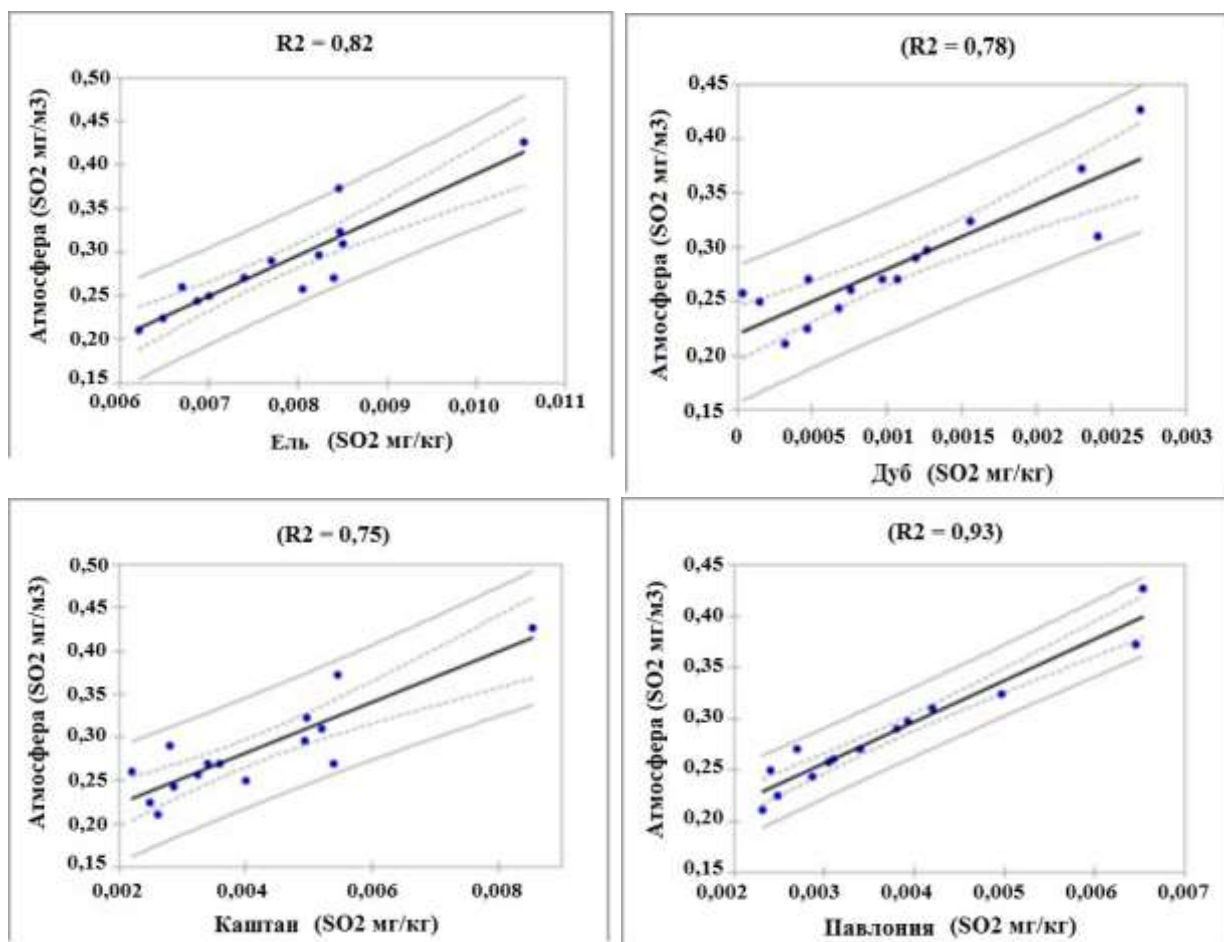 R2 = 0,82
Атмосфера (SO2 мг/м3)
0,50
0,45
0,40
0,35
0,30
0,25
0,20
0,15
0,006 0,007 0,008 0,009 0,010 0,011
Ель (SO2 мг/кг)
(R2 = 0,78)
Атмосфера (SO2 мг/м3)
0,45
0,40
0,35
0,30
0,25
0,20
0,15
0 0,0005 0,001 0,0015 0,002 0,0025 0,003
Дуб (SO2 мг/кг)
(R2 = 0,75)
Атмосфера (SO2 мг/м3)
0,50
0,45
0,40
0,35
0,30
0,25
0,20
0,15
0,002 0,004 0,006 0,008
Каштан (SO2 мг/кг)
(R2 = 0,93)
Атмосфера (SO2 мг/м3)
0,45
0,40
0,35
0,30
0,25
0,20
0,15
0,002 0,003 0,004 0,005 0,006 0,007
Павлония (SO2 мг/кг)